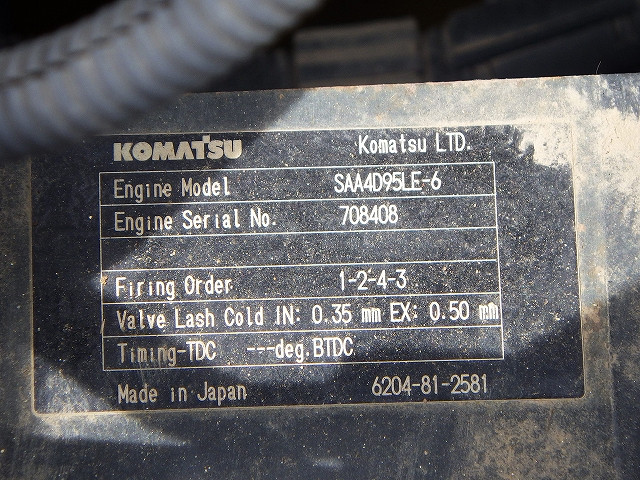 KOMATSU Komatsu LTD.
Engine Model SAA4D95LE-6
Engine Serial No. 708408
Firing Order 1-2-4-3
Valve Lash Cold IN: 0.35 mm EX: 0.50 mm
Timing-TDC ---deg.BTDC
Made in Japan 6204-81-2581